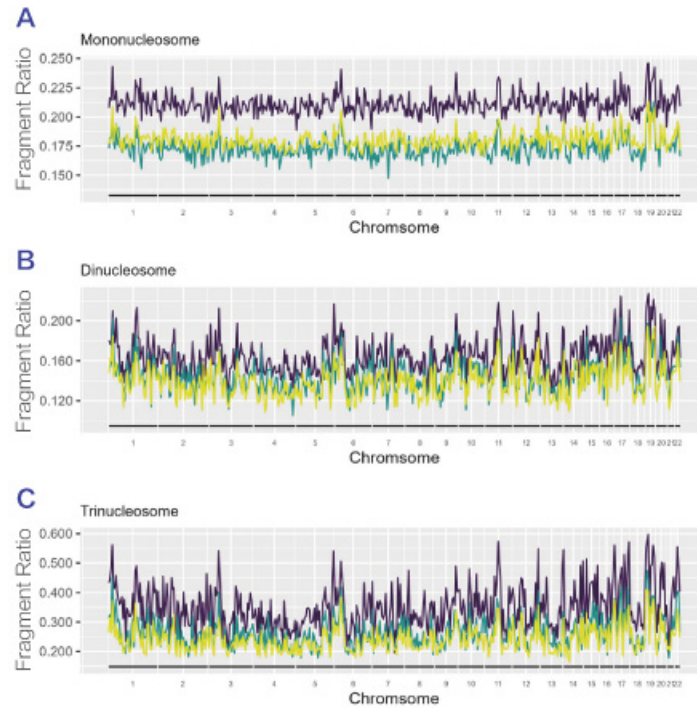 A
Mononucleosome
Fragment Ratio
0.250
0.225
0.200
0.175
0.150
1 2 3 4 5 6 7 8 9 10 11 12 13 14 15 16 17 18 19 20 21 22
Chromsome
B
Dinucleosome
Fragment Ratio
0.200
0.160
0.120
1 2 3 4 5 6 7 8 9 10 11 12 13 14 15 16 17 18 19 20 21 22
Chromsome
C
Trinucleosome
Fragment Ratio
0.600
0.500
0.400
0.300
0.200
1 2 3 4 5 6 7 8 9 10 11 12 13 14 15 16 17 18 19 20 21 22
Chromsome